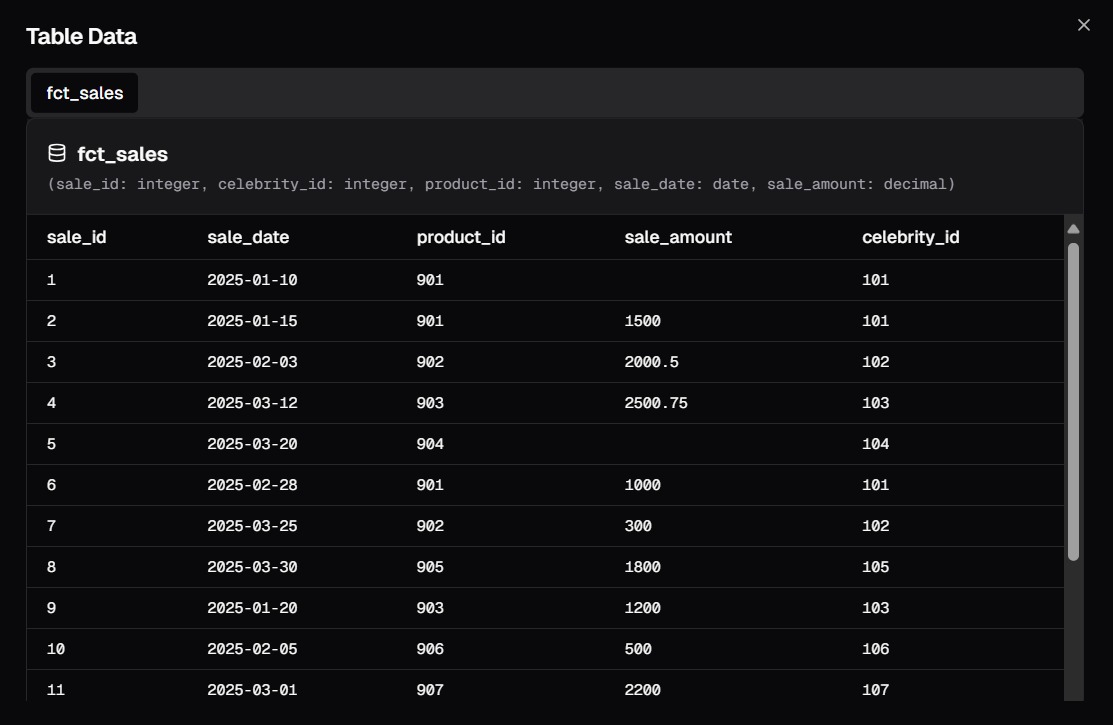 Table Data
fct_sales
fct_sales
(sale_id: integer, celebrity_id: integer, product_id: integer, sale_date: date, sale_amount: decimal)
sale_id sale_date product_id sale_amount celebrity_id
1 2025-01-10 901 101
2 2025-01-15 901 1500 101
3 2025-02-03 902 2000.5 102
4 2025-03-12 903 2500.75 103
5 2025-03-20 904 104
6 2025-02-28 901 1000 101
7 2025-03-25 902 300 102
8 2025-03-30 905 1800 105
9 2025-01-20 903 1200 103
10 2025-02-05 906 500 106
11 2025-03-01 907 2200 107